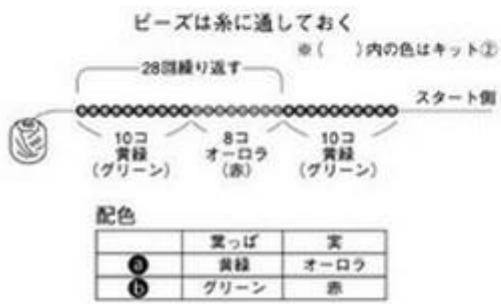 ビーズは糸に通しておく
※(　)内の色はキット②
28回繰り返す
スタート側
10コ 8コ 10コ
黄緑 オーロラ 黄緑
(グリーン) (赤) (グリーン)
配色
葉っぱ 実
ⓐ 黄緑 オーロラ
ⓑ グリーン 赤